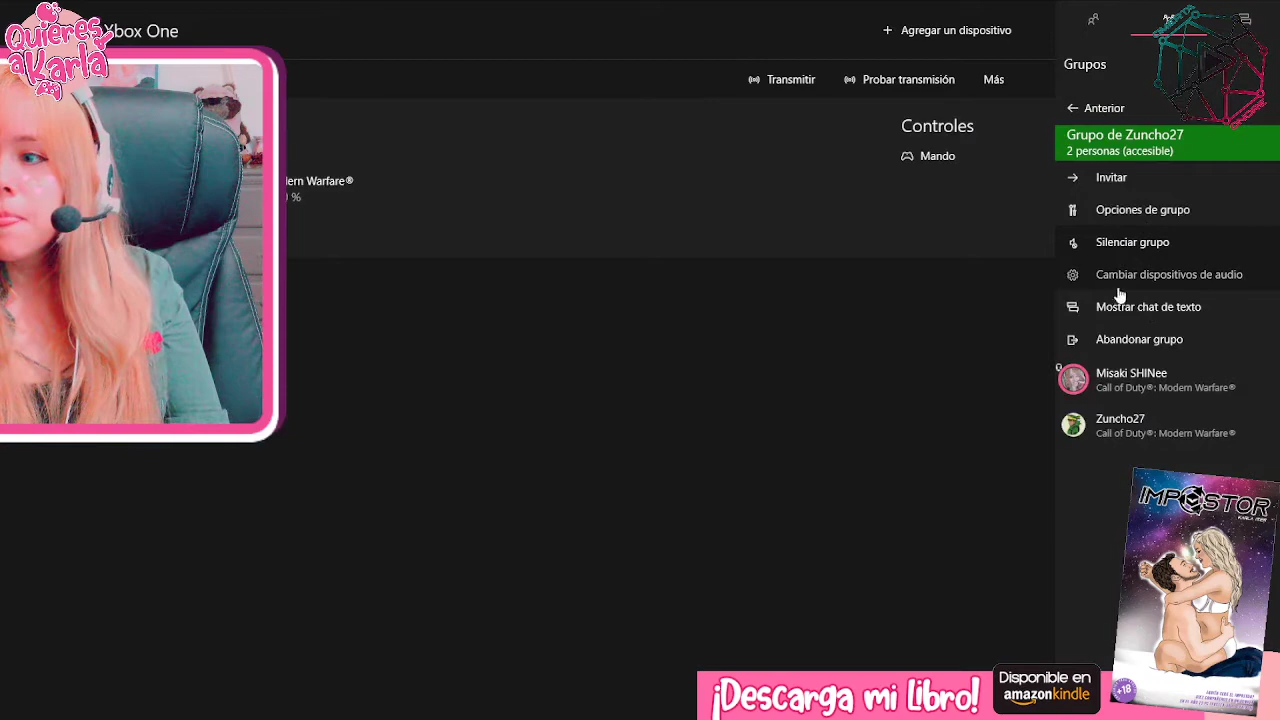 Quieres
a Karla
Xbox One
Agregar un dispositivo
Transmitir
Probar transmisión
Más
Controles
Mando
ern Warfare®
%
Grupos
Anterior
Grupo de Zuncho27
2 personas (accesible)
Invitar
Opciones de grupo
Silenciar grupo
Cambiar dispositivos de audio
Mostrar chat de texto
Abandonar grupo
Misaki SHINee
Call of Duty®: Modern Warfare®
Zuncho27
Call of Duty®: Modern Warfare®
IMPOSTOR
+18
¡Descarga mi libro!
Disponible en
amazonkindle